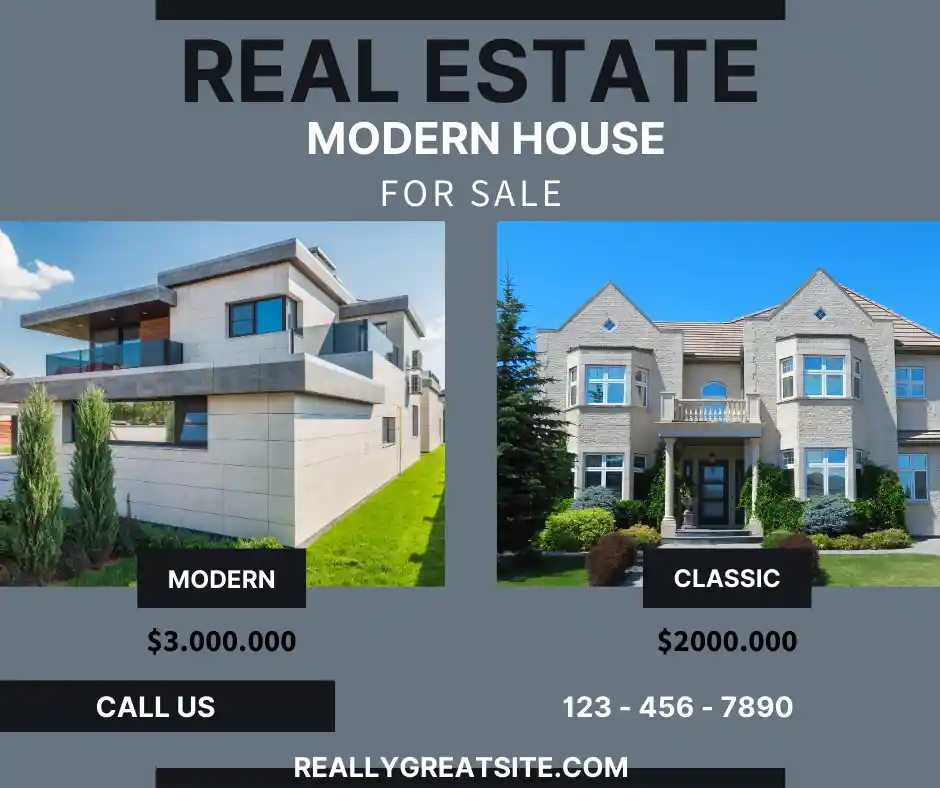 REAL ESTATE
MODERN HOUSE
FOR SALE
MODERN
CLASSIC
$3.000.000
$2000.000
CALL US
123 - 456 - 7890
REALLYGREATSITE.COM